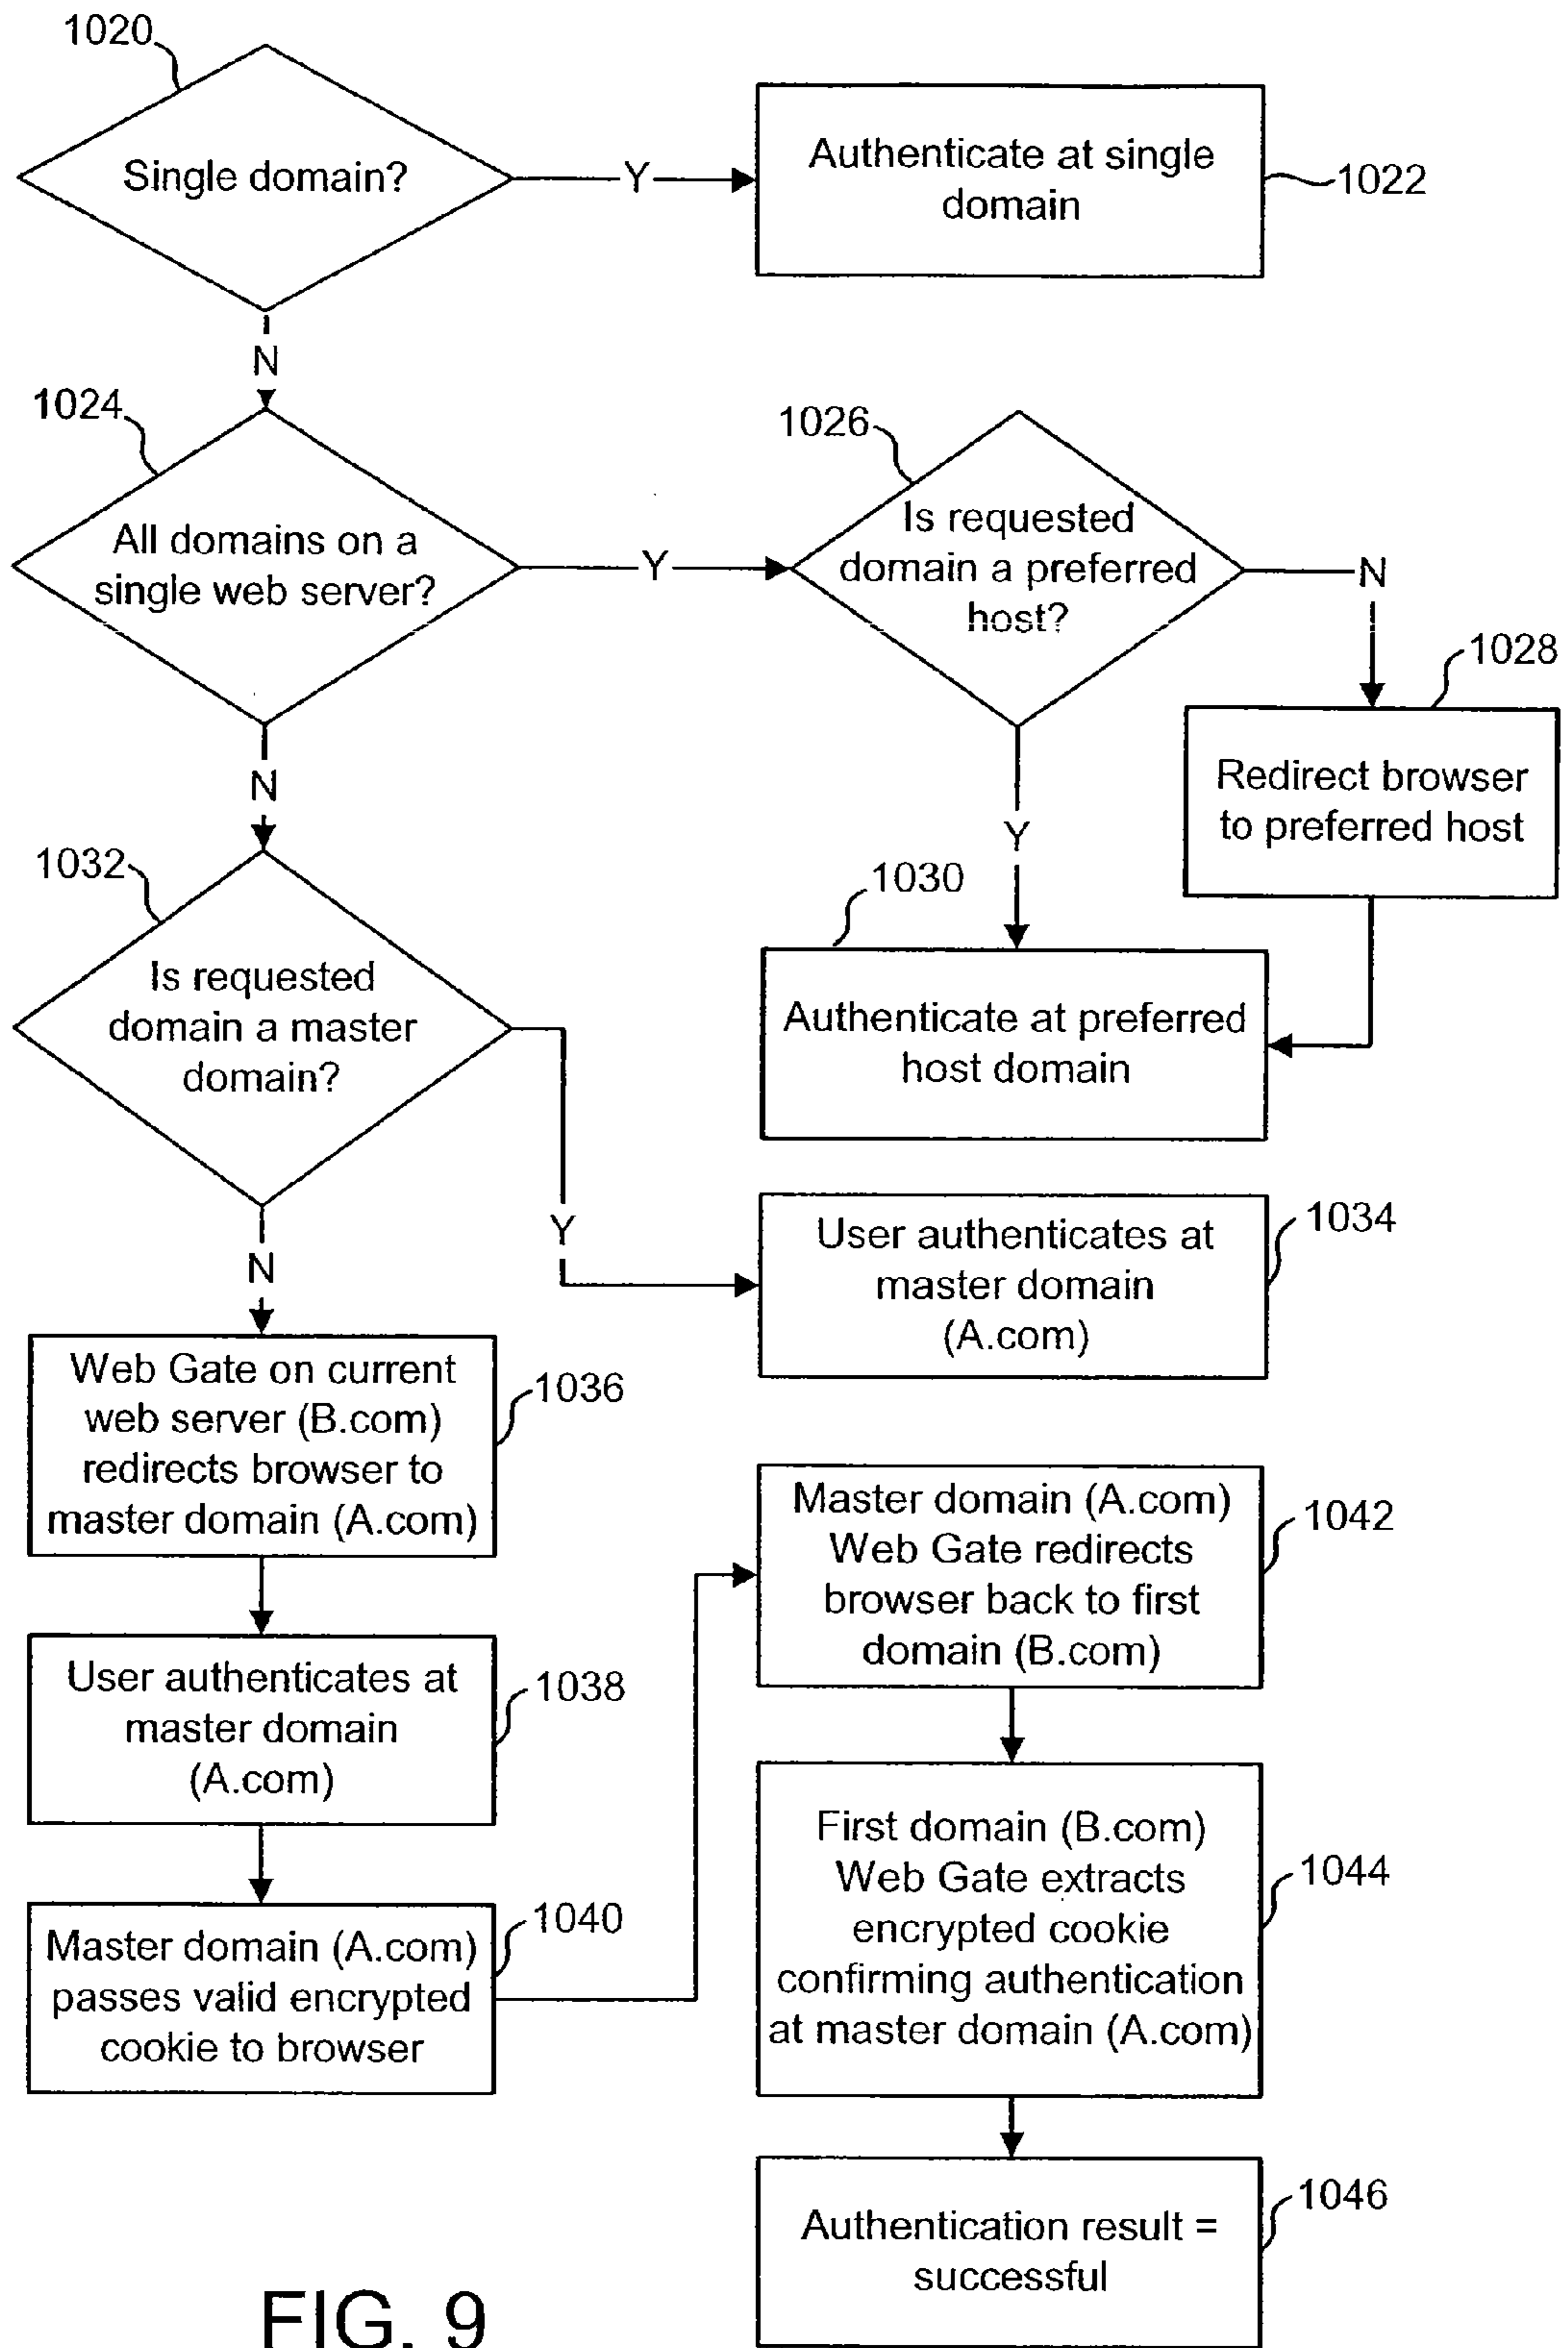 1020
Single domain?
Y
Authenticate at single
domain
1022
N
1024
All domains on a
single web server?
Y
1026
Is requested
domain a preferred
host?
N
1028
Redirect browser
to preferred host
Y
1030
Authenticate at preferred
host domain
N
1032
Is requested
domain a master
domain?
Y
1034
User authenticates at
master domain
(A.com)
N
Web Gate on current
web server (B.com)
redirects browser to
master domain (A.com)
1036
User authenticates at
master domain
(A.com)
1038
Master domain (A.com)
passes valid encrypted
cookie to browser
1040
Master domain (A.com)
Web Gate redirects
browser back to first
domain (B.com)
1042
First domain (B.com)
Web Gate extracts
encrypted cookie
confirming authentication
at master domain (A.com)
1044
Authentication result =
successful
1046
FIG. 9